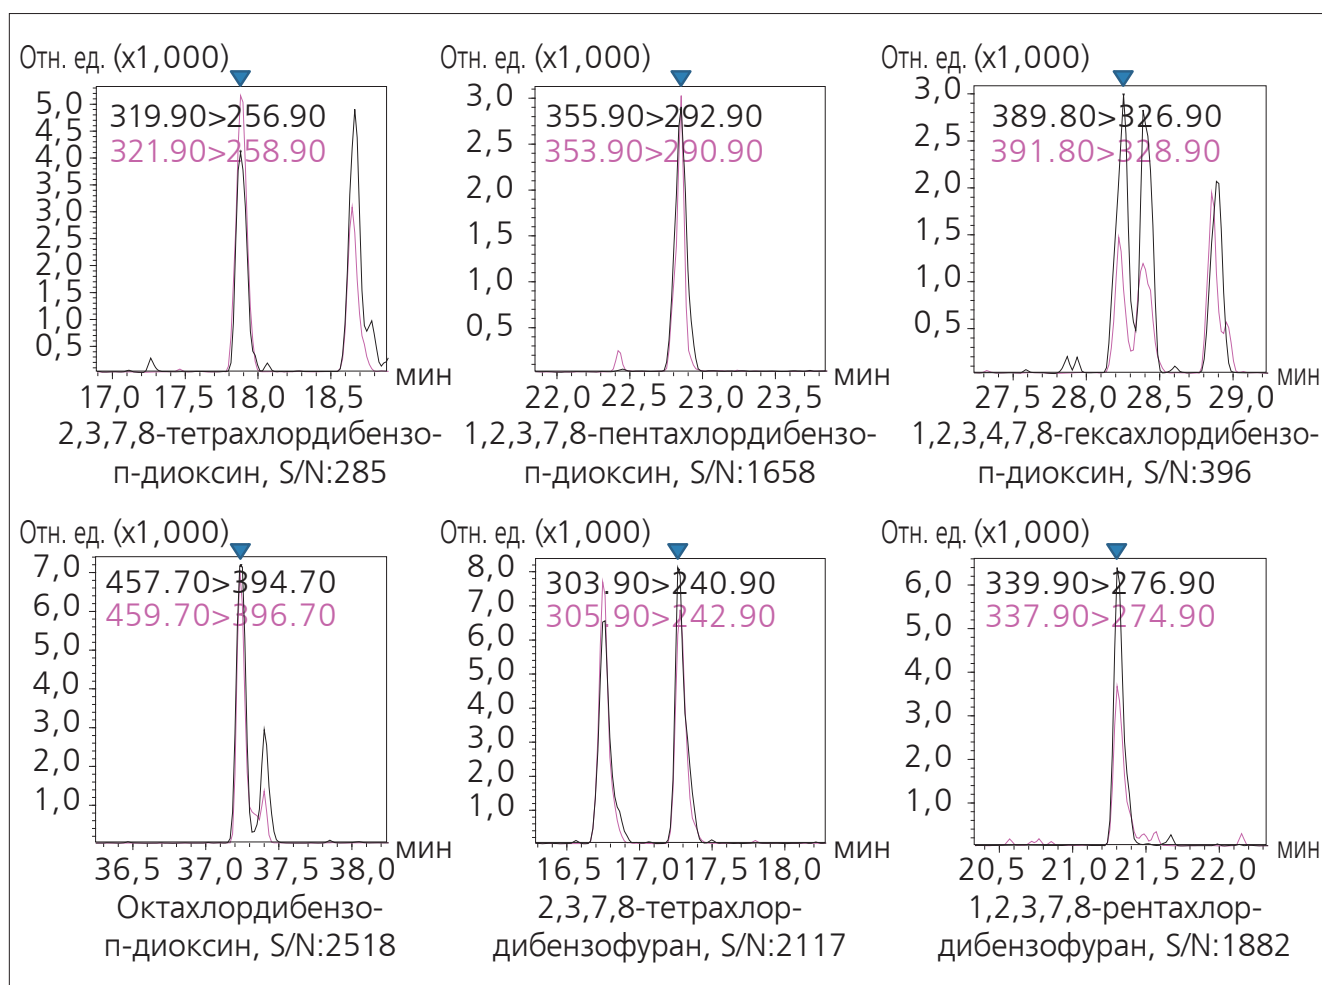 Отн. ед. (x1,000)
5,0
4,5
4,0
3,5
3,0
2,5
2,0
1,5
1,0
0,5
319.90>256.90
321.90>258.90
17,0 17,5 18,0 18,5
мин
2,3,7,8-тетрахлордибензо-
п-диоксин, S/N:285
Отн. ед. (x1,000)
3,0
2,5
2,0
1,5
1,0
0,5
355.90>292.90
353.90>290.90
22,0 22,5 23,0 23,5
мин
1,2,3,7,8-пентахлордибензо-
п-диоксин, S/N:1658
Отн. ед. (x1,000)
3,0
2,5
2,0
1,5
1,0
0,5
389.80>326.90
391.80>328.90
27,5 28,0 28,5 29,0
мин
1,2,3,4,7,8-гексахлордибензо-
п-диоксин, S/N:396
Отн. ед. (x1,000)
7,0
6,0
5,0
4,0
3,0
2,0
1,0
457.70>394.70
459.70>396.70
36,5 37,0 37,5 38,0
мин
Октахлордибензо-
п-диоксин, S/N:2518
Отн. ед. (x1,000)
8,0
7,0
6,0
5,0
4,0
3,0
2,0
1,0
303.90>240.90
305.90>242.90
16,5 17,0 17,5 18,0
мин
2,3,7,8-тетрахлор-
дибензофуран, S/N:2117
Отн. ед. (x1,000)
6,0
5,0
4,0
3,0
2,0
1,0
339.90>276.90
337.90>274.90
20,5 21,0 21,5 22,0
мин
1,2,3,7,8-рентахлор-
дибензофуран, S/N:1882